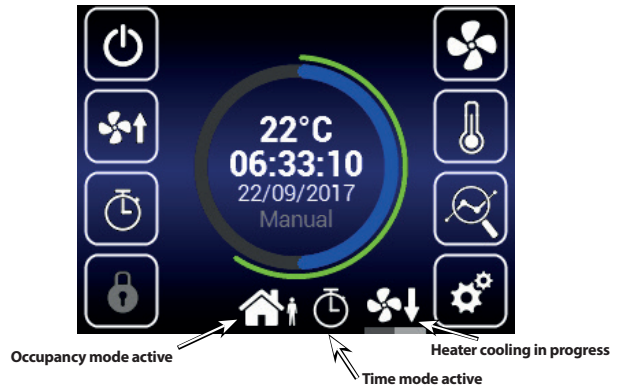 22°C
06:33:10
22/09/2017
Manual
Occupancy mode active
Heater cooling in progress
Time mode active